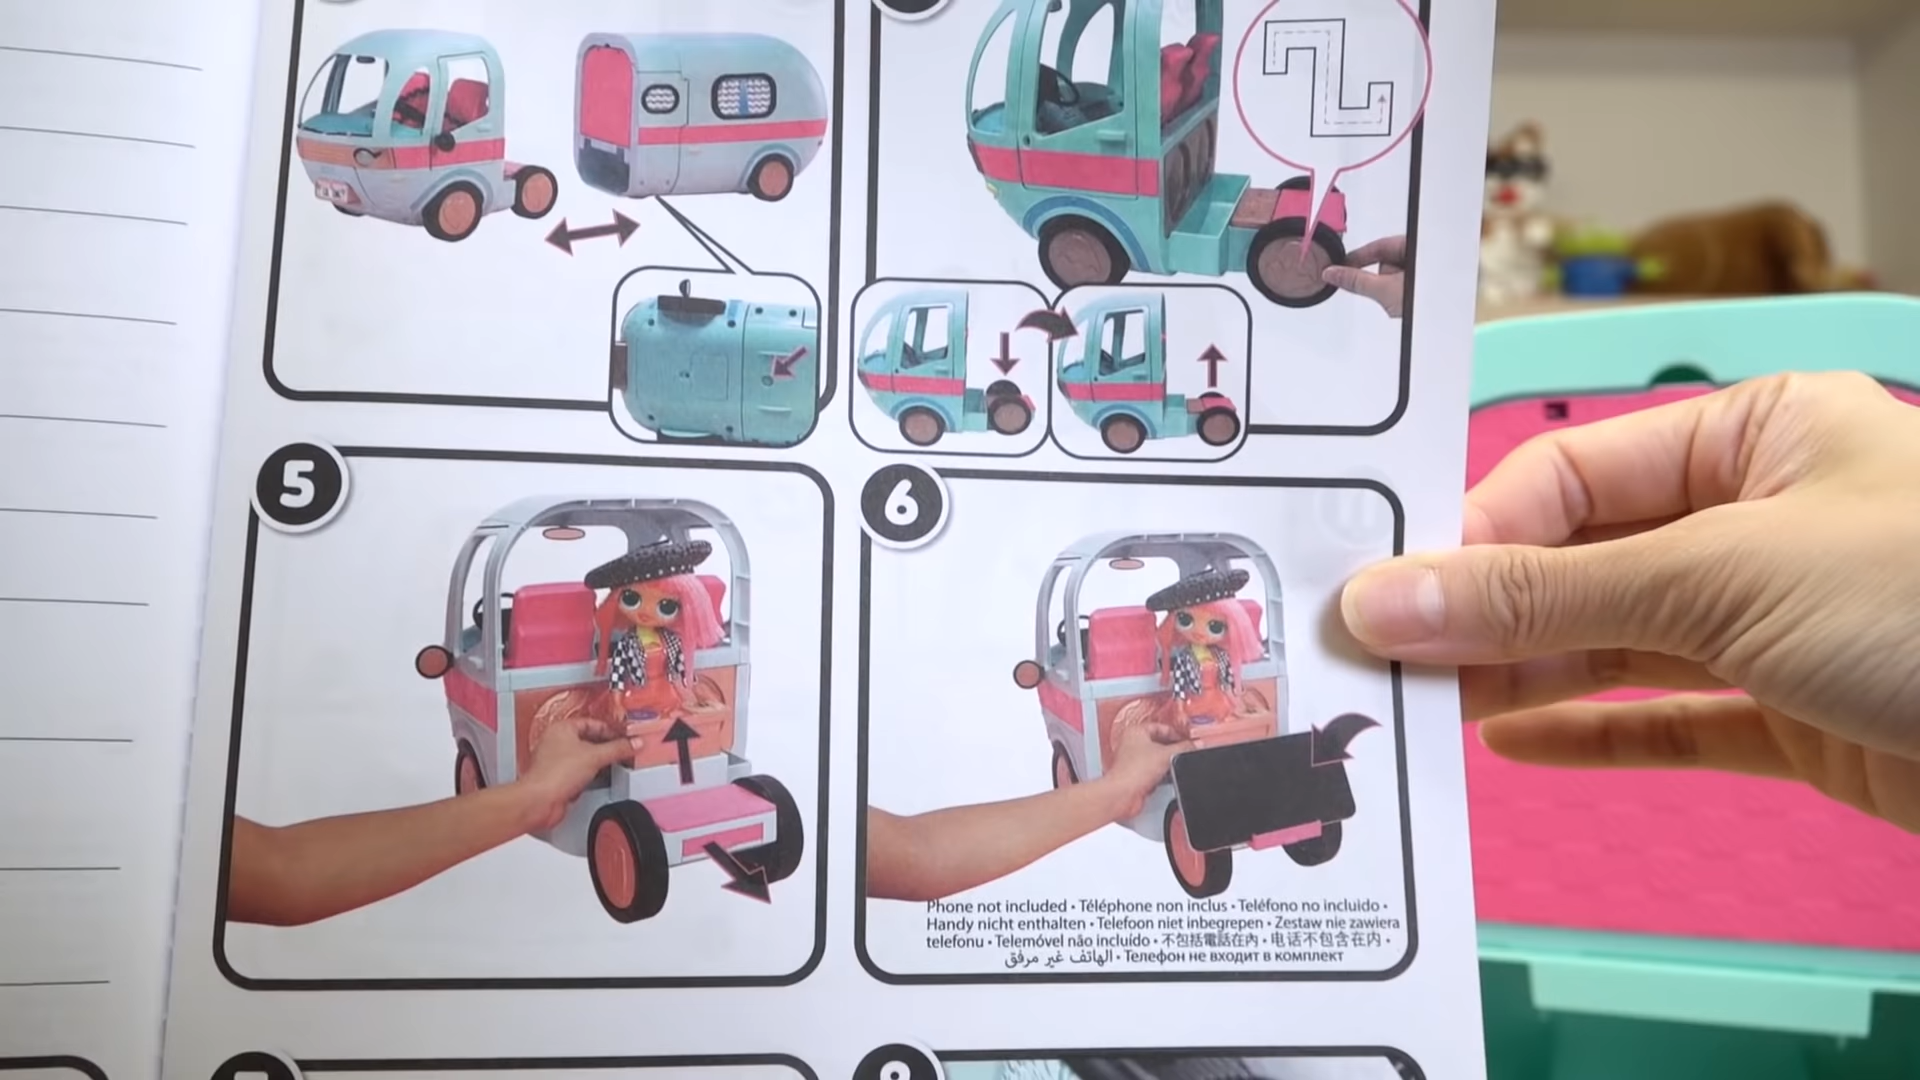 5
6
Phone not included • Téléphone non inclus • Teléfono no incluido •
Handy nicht enthalten • Telefoon niet inbegrepen • Zestaw nie zawiera
telefonu • Telemóvel não incluído • 不包括電話在內 • 电话不包含在内 •
الهاتف غير مرفق • Телефон не входит в комплект
8